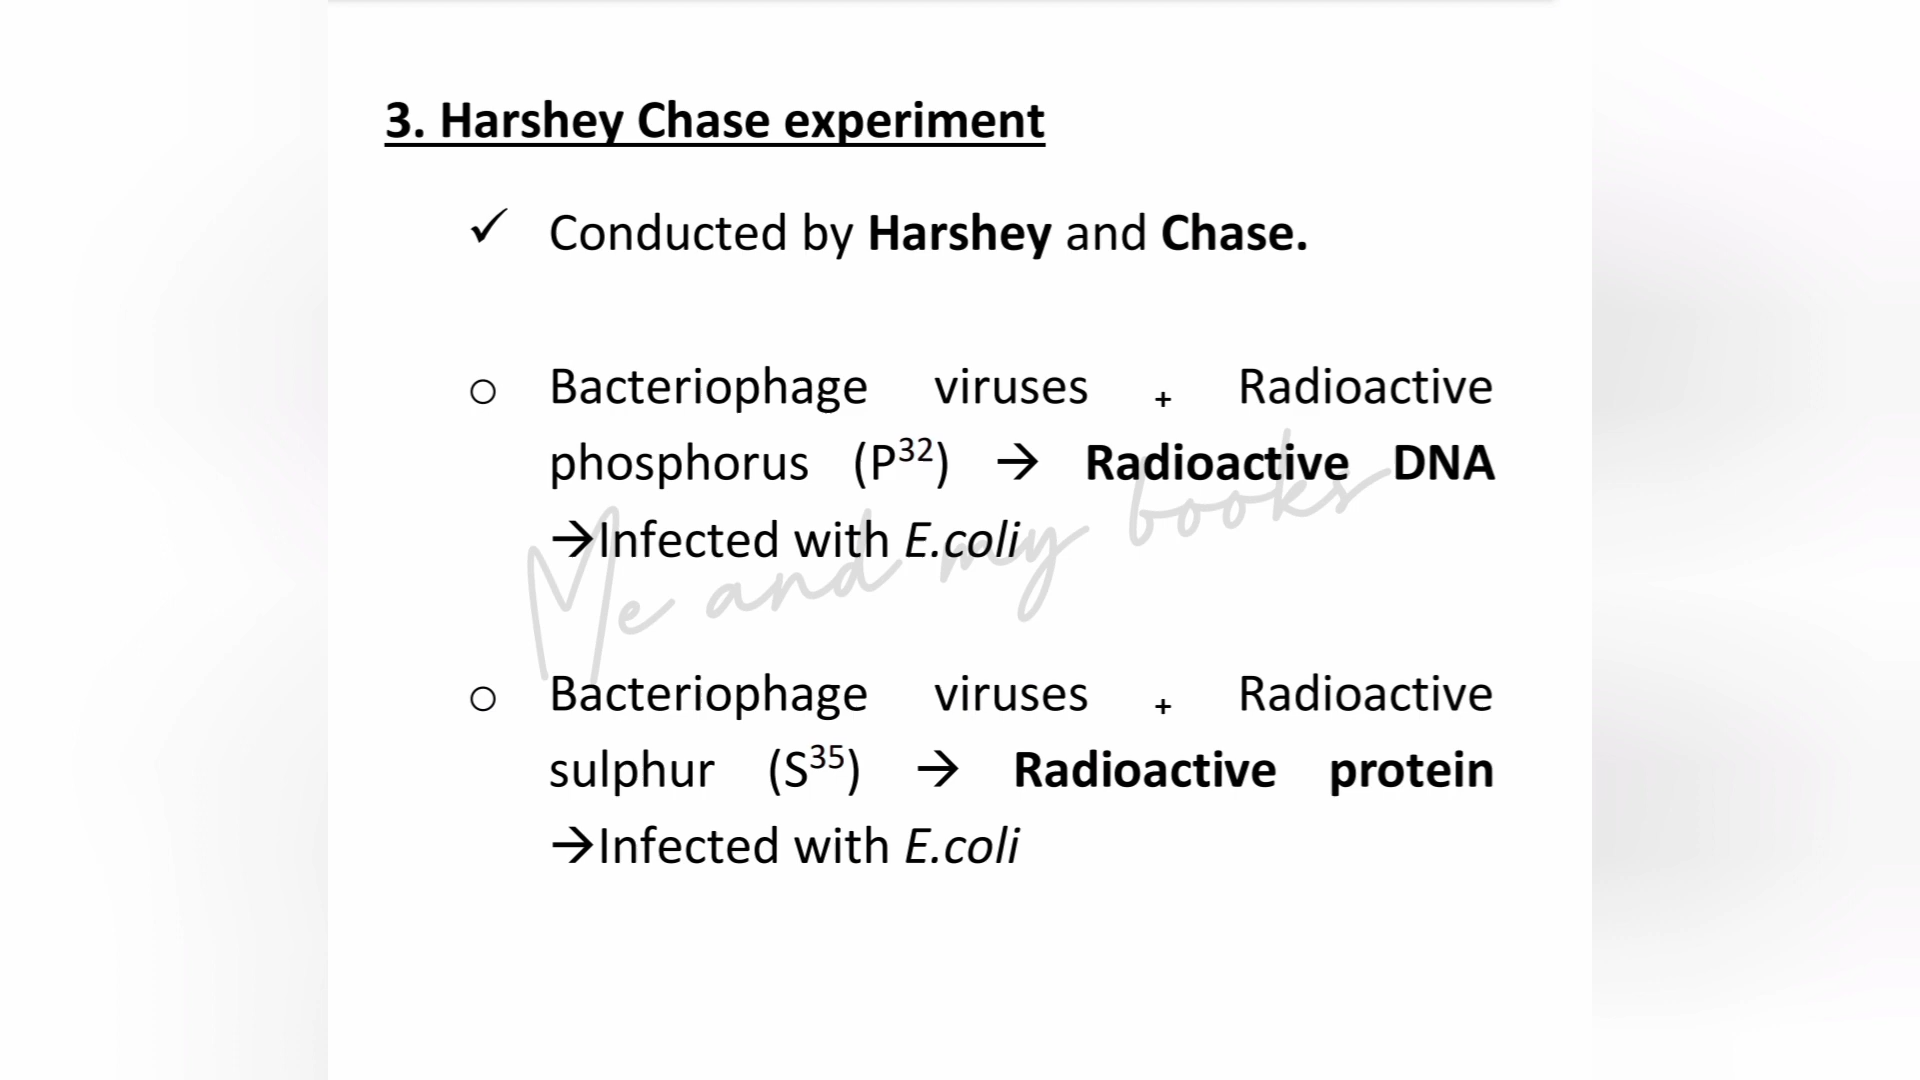 3. Harshey Chase experiment
✓ Conducted by Harshey and Chase.
○ Bacteriophage viruses + Radioactive
phosphorus (P³²) → Radioactive DNA
→Infected with E.coli
Me and my books
○ Bacteriophage viruses + Radioactive
sulphur (S³⁵) → Radioactive protein
→Infected with E.coli